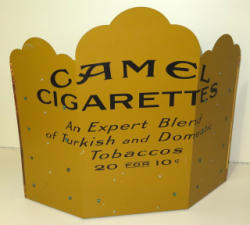 CAMEL
CIGARETTES
An Expert Blend
of Turkish and Domestic
Tobaccos
20 FOR 10¢